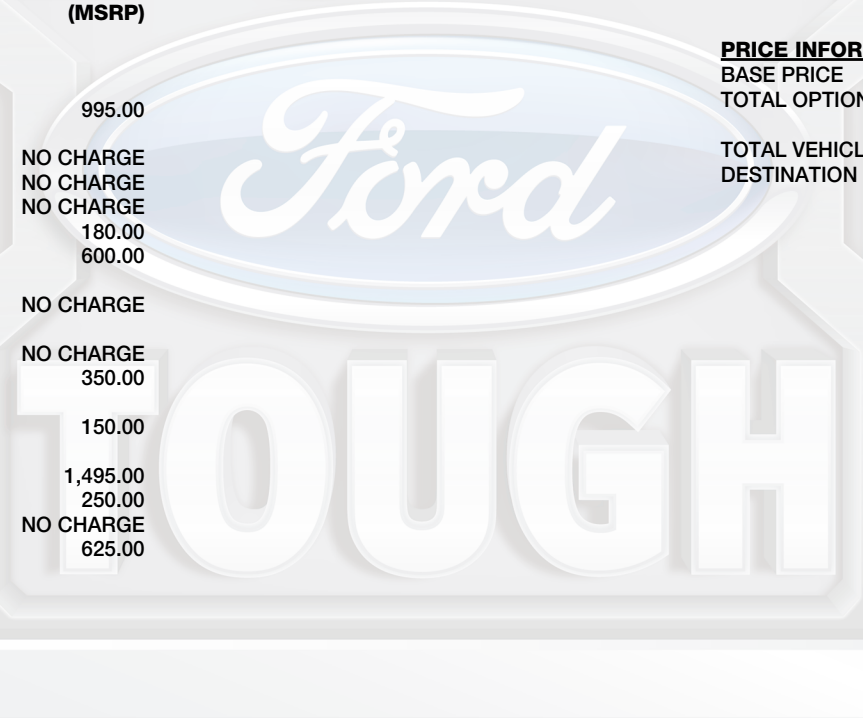 (MSRP)
995.00
NO CHARGE
NO CHARGE
NO CHARGE
180.00
600.00
NO CHARGE
NO CHARGE
350.00
150.00
1,495.00
250.00
NO CHARGE
625.00
PRICE INFOR
BASE PRICE
TOTAL OPTION
TOTAL VEHICL
DESTINATION
Ford
TOUGH